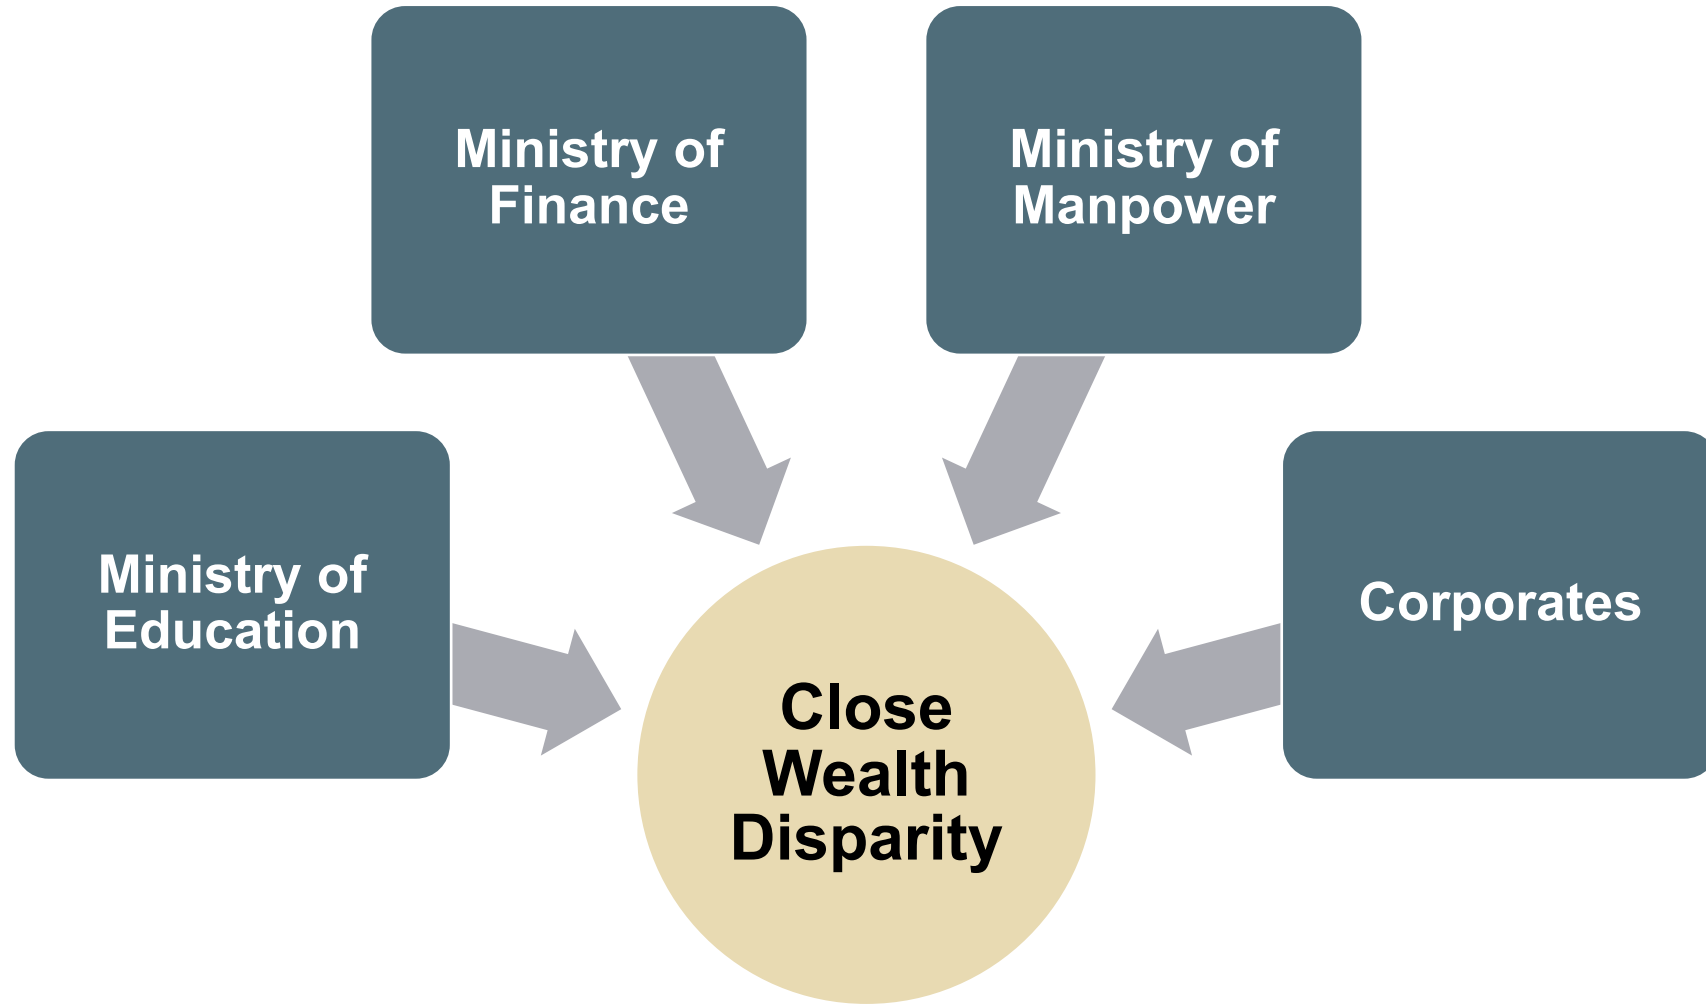 Ministry of
Finance
Ministry of
Manpower
Ministry of
Education
Corporates
Close
Wealth
Disparity